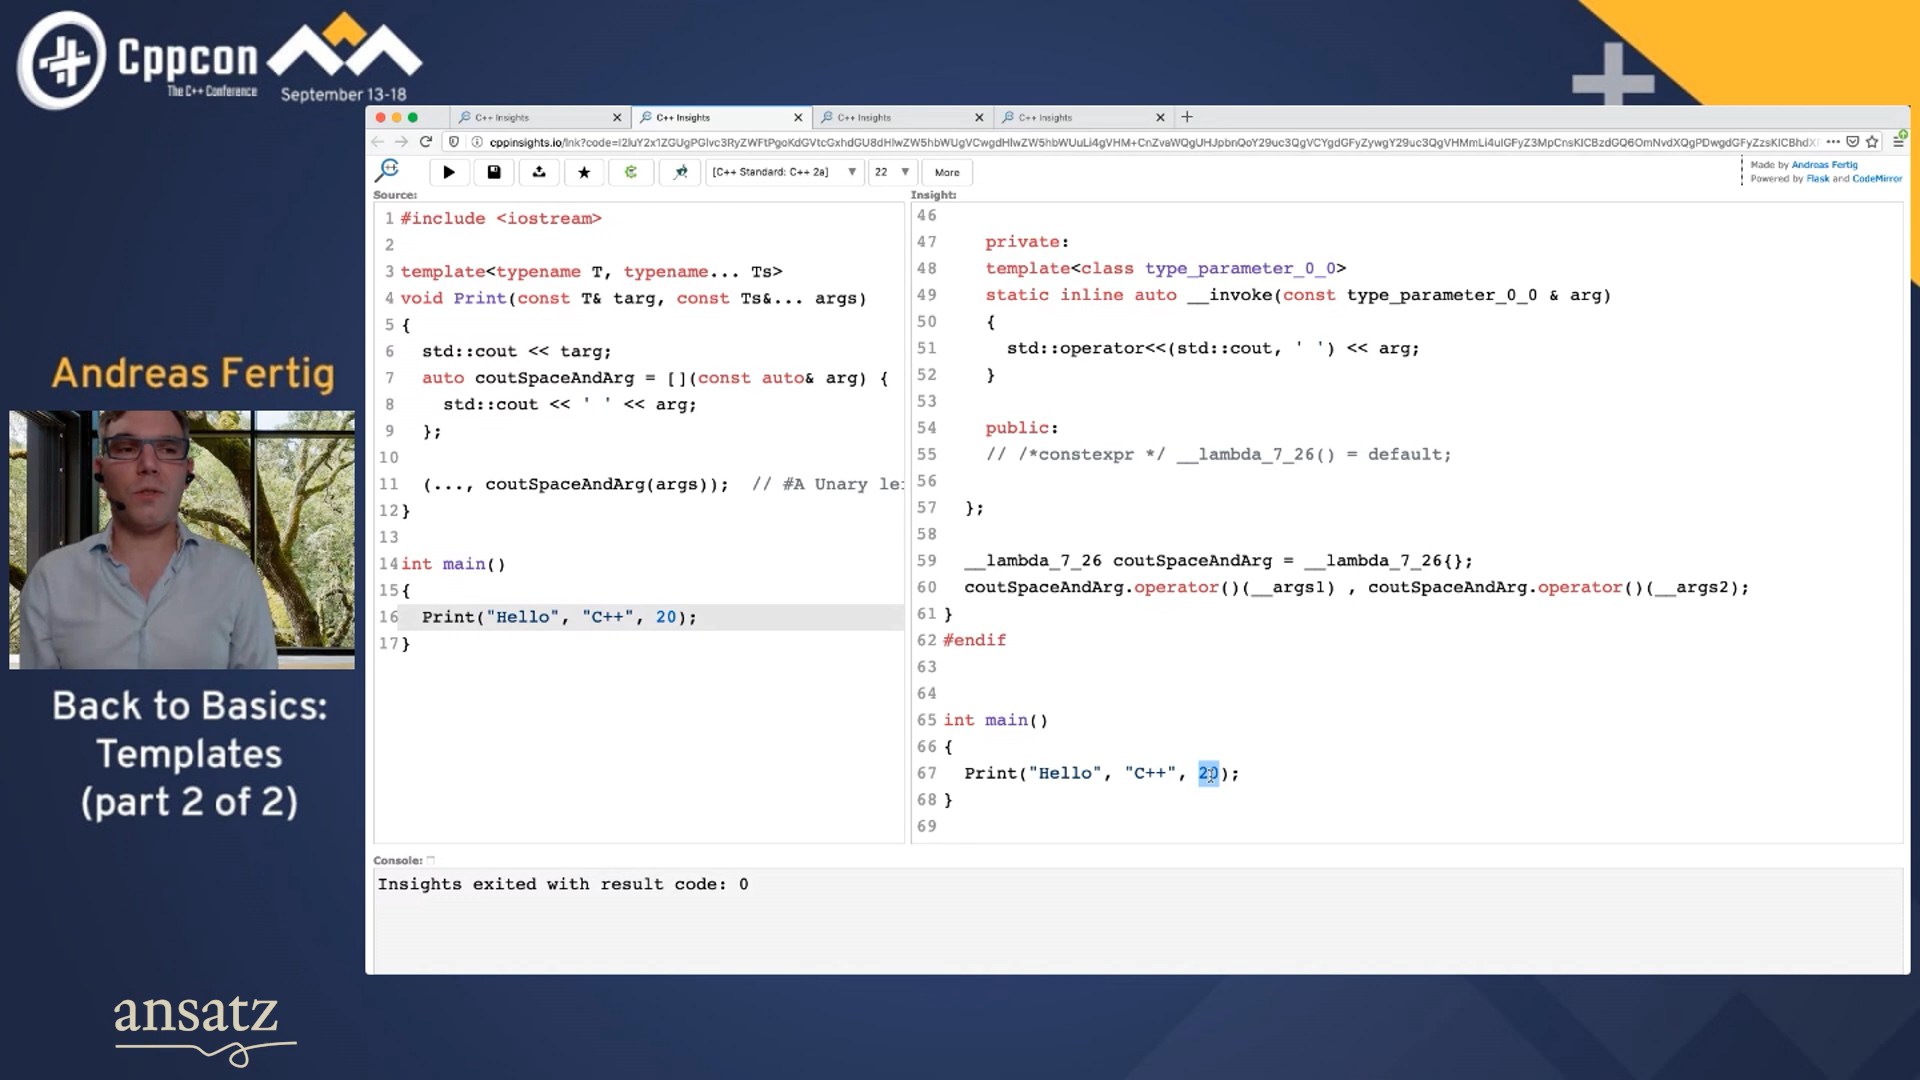 Cppcon
The C++ Conference
September 13-18
Andreas Fertig
Back to Basics:
Templates
(part 2 of 2)
ansatz
C++ Insights
C++ Insights
C++ Insights
C++ Insights
[C++ Standard: C++ 2a]
22
More
Made by Andreas Fertig
Powered by Flask and CodeMirror
Source:
1 #include <iostream>
2
3 template<typename T, typename... Ts>
4 void Print(const T& targ, const Ts&... args)
5 {
6 std::cout << targ;
7 auto coutSpaceAndArg = [](const auto& arg) {
8 std::cout << ' ' << arg;
9 };
10
11 (..., coutSpaceAndArg(args)); // #A Unary
12 }
13
14 int main()
15 {
16 Print("Hello", "C++", 20);
17 }
Insight:
46
47 private:
48 template<class type_parameter_0_0>
49 static inline auto __invoke(const type_parameter_0_0 & arg)
50 {
51 std::operator<<(std::cout, ' ') << arg;
52 }
53
54 public:
55 // /*constexpr */ __lambda_7_26() = default;
56
57 };
58
59 __lambda_7_26 coutSpaceAndArg = __lambda_7_26{};
60 coutSpaceAndArg.operator()(__args1) , coutSpaceAndArg.operator()(__args2);
61 }
62 #endif
63
64
65 int main()
66 {
67 Print("Hello", "C++", 20);
68 }
69
Console:
Insights exited with result code: 0